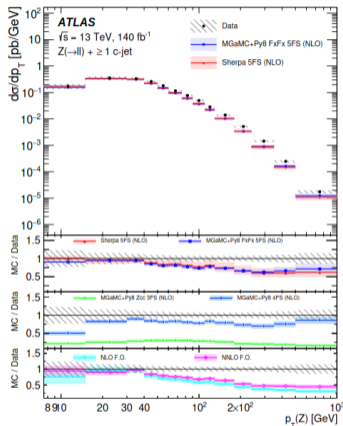 ATLAS
√s = 13 TeV, 140 fb⁻¹
Z(→ll) + ≥ 1 c-jet
Data
MGaMC+Py8 FxFx 5FS (NLO)
Sherpa 5FS (NLO)
dσ/dp_T [pb/GeV]
10²
10
1
10⁻¹
10⁻²
10⁻³
10⁻⁴
10⁻⁵
10⁻⁶
Sherpa 5FS (NLO) MGaMC+Py8 FxFx 5FS (NLO)
MC / Data
1.5
1
0.5
MGaMC+Py8 Zcc 3FS (NLO) MGaMC+Py8 4FS (NLO)
MC / Data
1.5
1
0.5
NLO F.O. NNLO F.O.
MC / Data
1.5
1
0.5
8 9 10 20 30 40 10² 2×10² 10³
p_T(Z) [GeV]